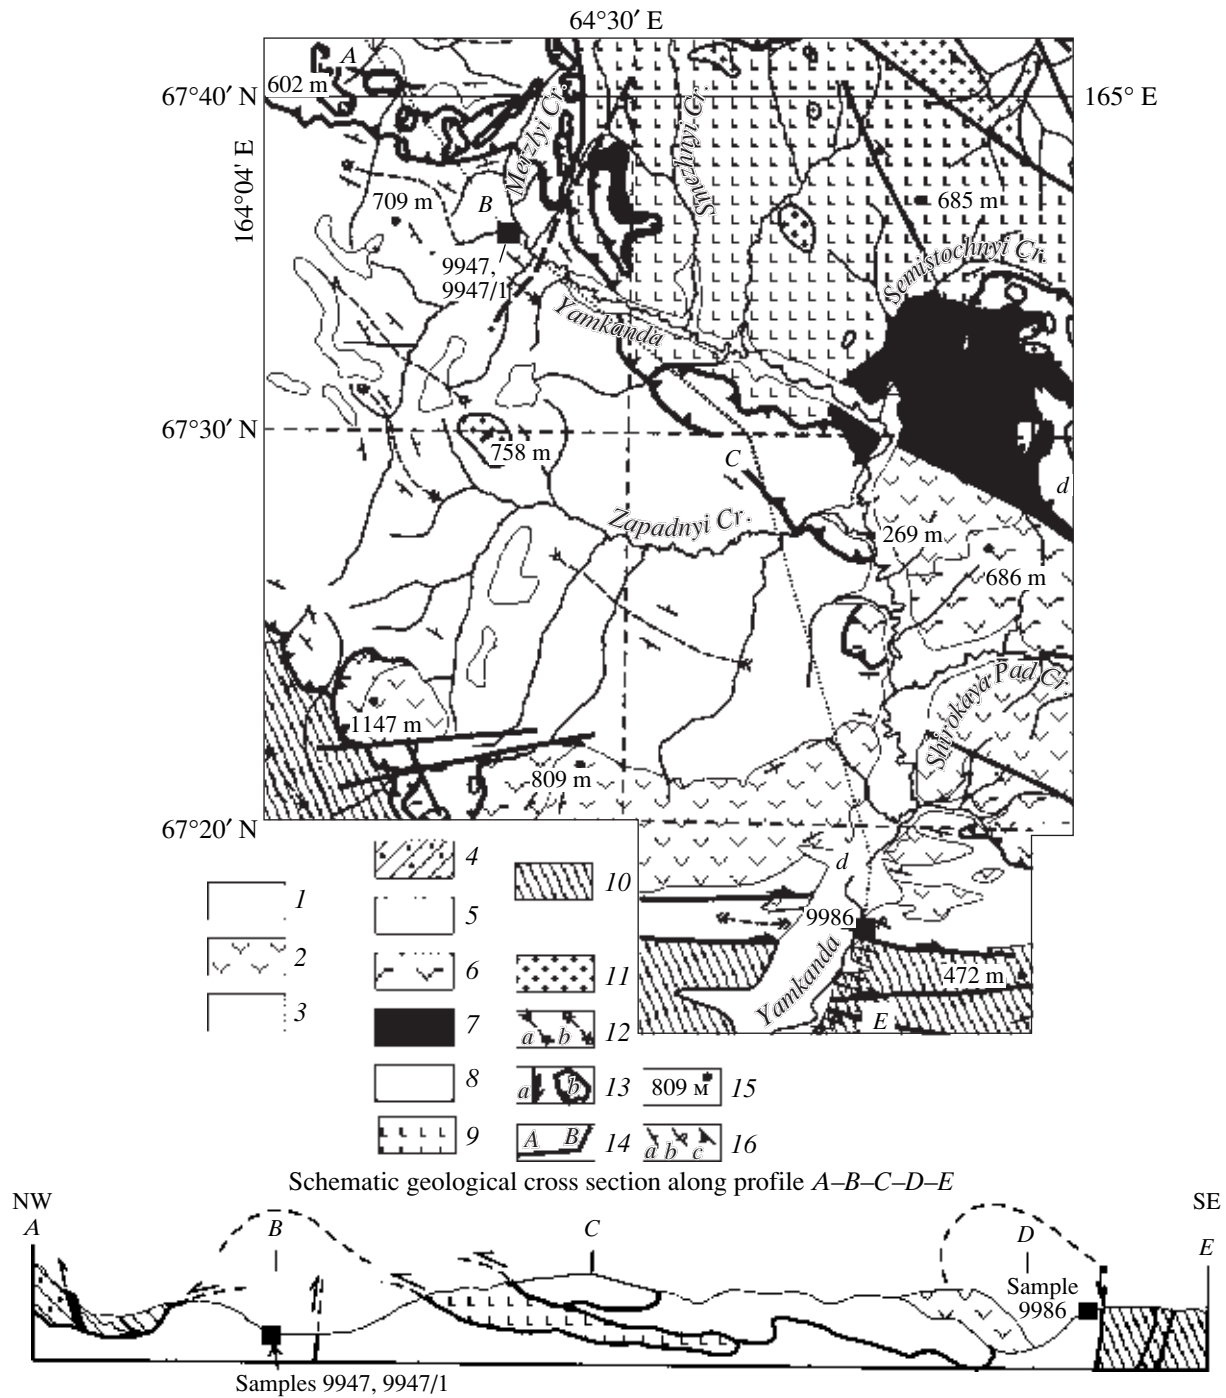 64°30′ E
A
602 m
67°40′ N
165° E
164°04' E
Merzlyi Cr.
Smezhnyi Cr.
709 m
B
685 m
9947,
9947/1
Semistochnyi Cr.
Yamkanda
67°30′ N
758 m
C
d
Zapadnyi Cr.
269 m
686 m
Shirokaya Pad Cr.
1147 m
809 m
67°20′ N
d
9986
Yamkanda
472 m
E
1
2
3
4
5
6
7
8
9
10
11
a b 12
a b 13
A B 14
809 м 15
a b c 16
Schematic geological cross section along profile A–B–C–D–E
NW
SE
A
B
C
D
E
Sample
9986
Samples 9947, 9947/1